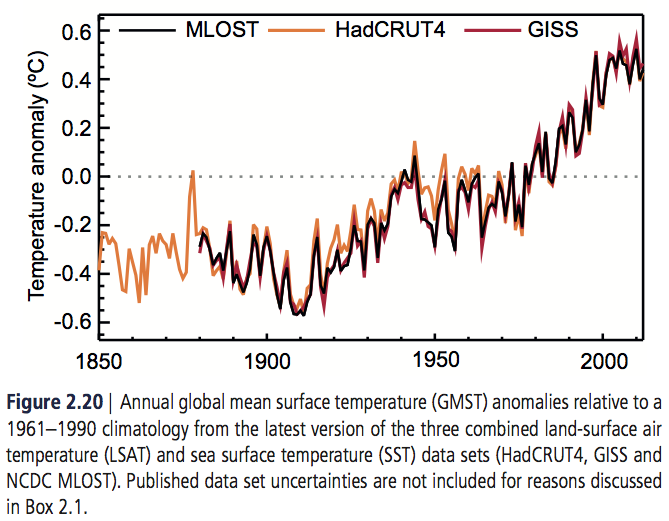 MLOST HadCRUT4 GISS
Temperature anomaly (ºC)
0.6
0.4
0.2
0.0
-0.2
-0.4
-0.6
1850 1900 1950 2000
Figure 2.20 | Annual global mean surface temperature (GMST) anomalies relative to a
1961–1990 climatology from the latest version of the three combined land-surface air
temperature (LSAT) and sea surface temperature (SST) data sets (HadCRUT4, GISS and
NCDC MLOST). Published data set uncertainties are not included for reasons discussed
in Box 2.1.